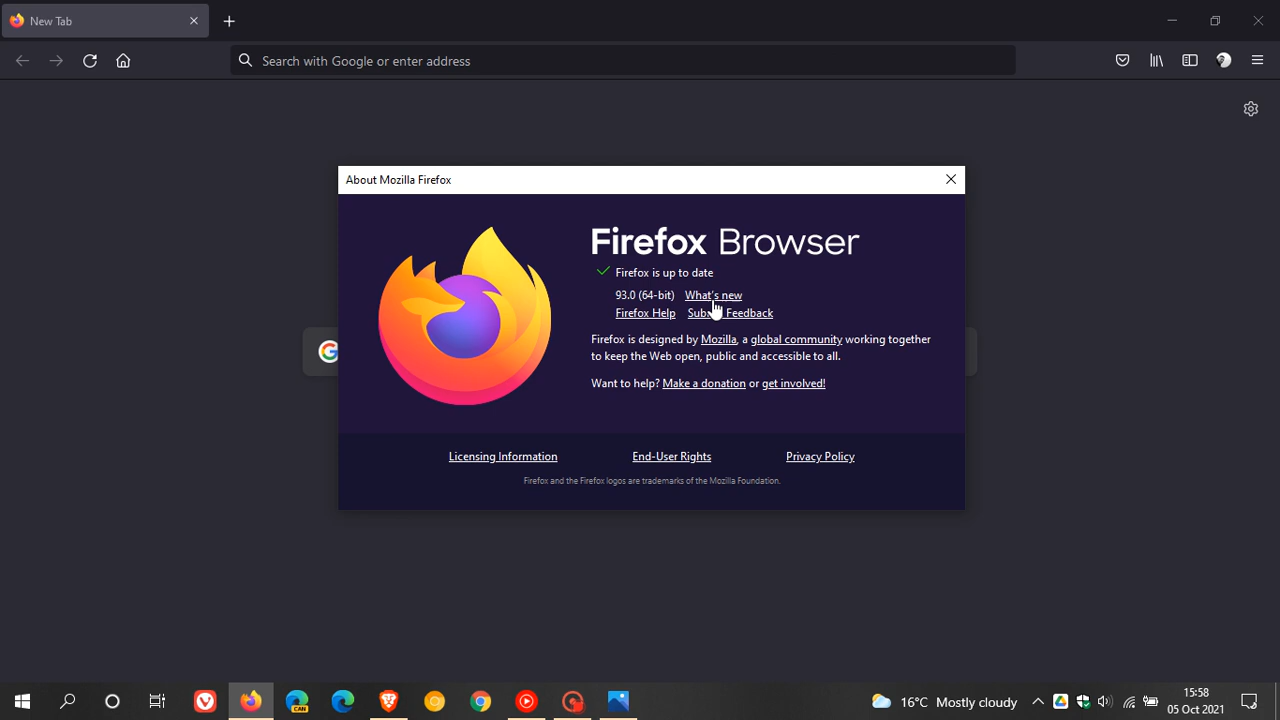 New Tab
Search with Google or enter address
About Mozilla Firefox
Firefox Browser
Firefox is up to date
93.0 (64-bit) What's new
Firefox Help Feedback
Firefox is designed by Mozilla, a global community working together
to keep the Web open, public and accessible to all.
Want to help? Make a donation or get involved!
Licensing Information End-User Rights Privacy Policy
Firefox and the Firefox logos are trademarks of the Mozilla Foundation.
CAN
16°C Mostly cloudy
15:58
05 Oct 2021